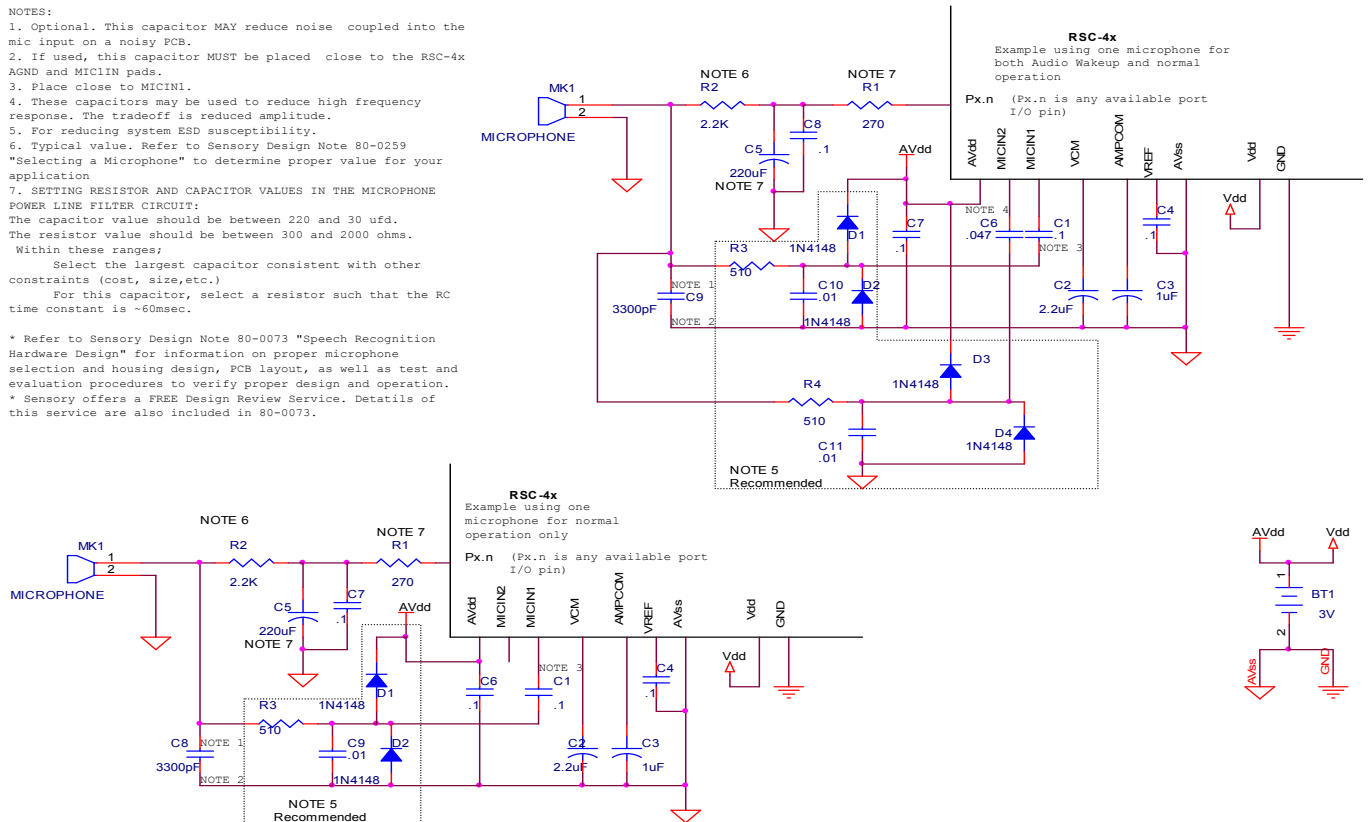 NOTES:
1. Optional. This capacitor MAY reduce noise coupled into the
mic input on a noisy PCB.
2. If used, this capacitor MUST be placed close to the RSC-4x
AGND and MIC1IN pads.
3. Place close to MICIN1.
4. These capacitors may be used to reduce high frequency
response. The tradeoff is reduced amplitude.
5. For reducing system ESD susceptibility.
6. Typical value. Refer to Sensory Design Note 80-0259
"Selecting a Microphone" to determine proper value for your
application
7. SETTING RESISTOR AND CAPACITOR VALUES IN THE MICROPHONE
POWER LINE FILTER CIRCUIT:
The capacitor value should be between 220 and 30 ufd.
The resistor value should be between 300 and 2000 ohms.
Within these ranges;
Select the largest capacitor consistent with other
constraints (cost, size,etc.)
For this capacitor, select a resistor such that the RC
time constant is ~60msec.
* Refer to Sensory Design Note 80-0073 "Speech Recognition
Hardware Design" for information on proper microphone
selection and housing design, PCB layout, as well as test and
evaluation procedures to verify proper design and operation.
* Sensory offers a FREE Design Review Service. Detatils of
this service are also included in 80-0073.
RSC-4x
Example using one microphone for
both Audio Wakeup and normal
operation
Px.n (Px.n is any available port
I/O pin)
MK1
1
2
MICROPHONE
NOTE 6
R2
2.2K
NOTE 7
R1
270
C8
.1
C5
220uF
NOTE 7
AVdd
AVdd
MICIN2
MICIN1
VCM
AMPCOM
VREF
AVss
Vdd
GND
Vdd
D1
1N4148
C7
.1
NOTE 4
C6
.047
C1
.1
NOTE 3
C4
.1
R3
510
NOTE 1
C9
3300pF
NOTE 2
C10
.01
D2
1N4148
C2
2.2uF
C3
1uF
D3
1N4148
R4
510
C11
.01
D4
1N4148
NOTE 5
Recommended
RSC-4x
Example using one
microphone for normal
operation only
Px.n (Px.n is any available port
I/O pin)
NOTE 6
MK1
1
2
MICROPHONE
R2
2.2K
NOTE 7
R1
270
C7
.1
C5
220uF
NOTE 7
AVdd
AVdd
MICIN2
MICIN1
VCM
AMPCOM
VREF
AVss
Vdd
GND
Vdd
D1
1N4148
C6
.1
NOTE 3
C1
.1
C4
.1
R3
510
C8
NOTE 1
3300pF
NOTE 2
C9
.01
D2
1N4148
C2
2.2uF
C3
1uF
NOTE 5
Recommended
AVdd
Vdd
1
BT1
3V
2
AVss
GND